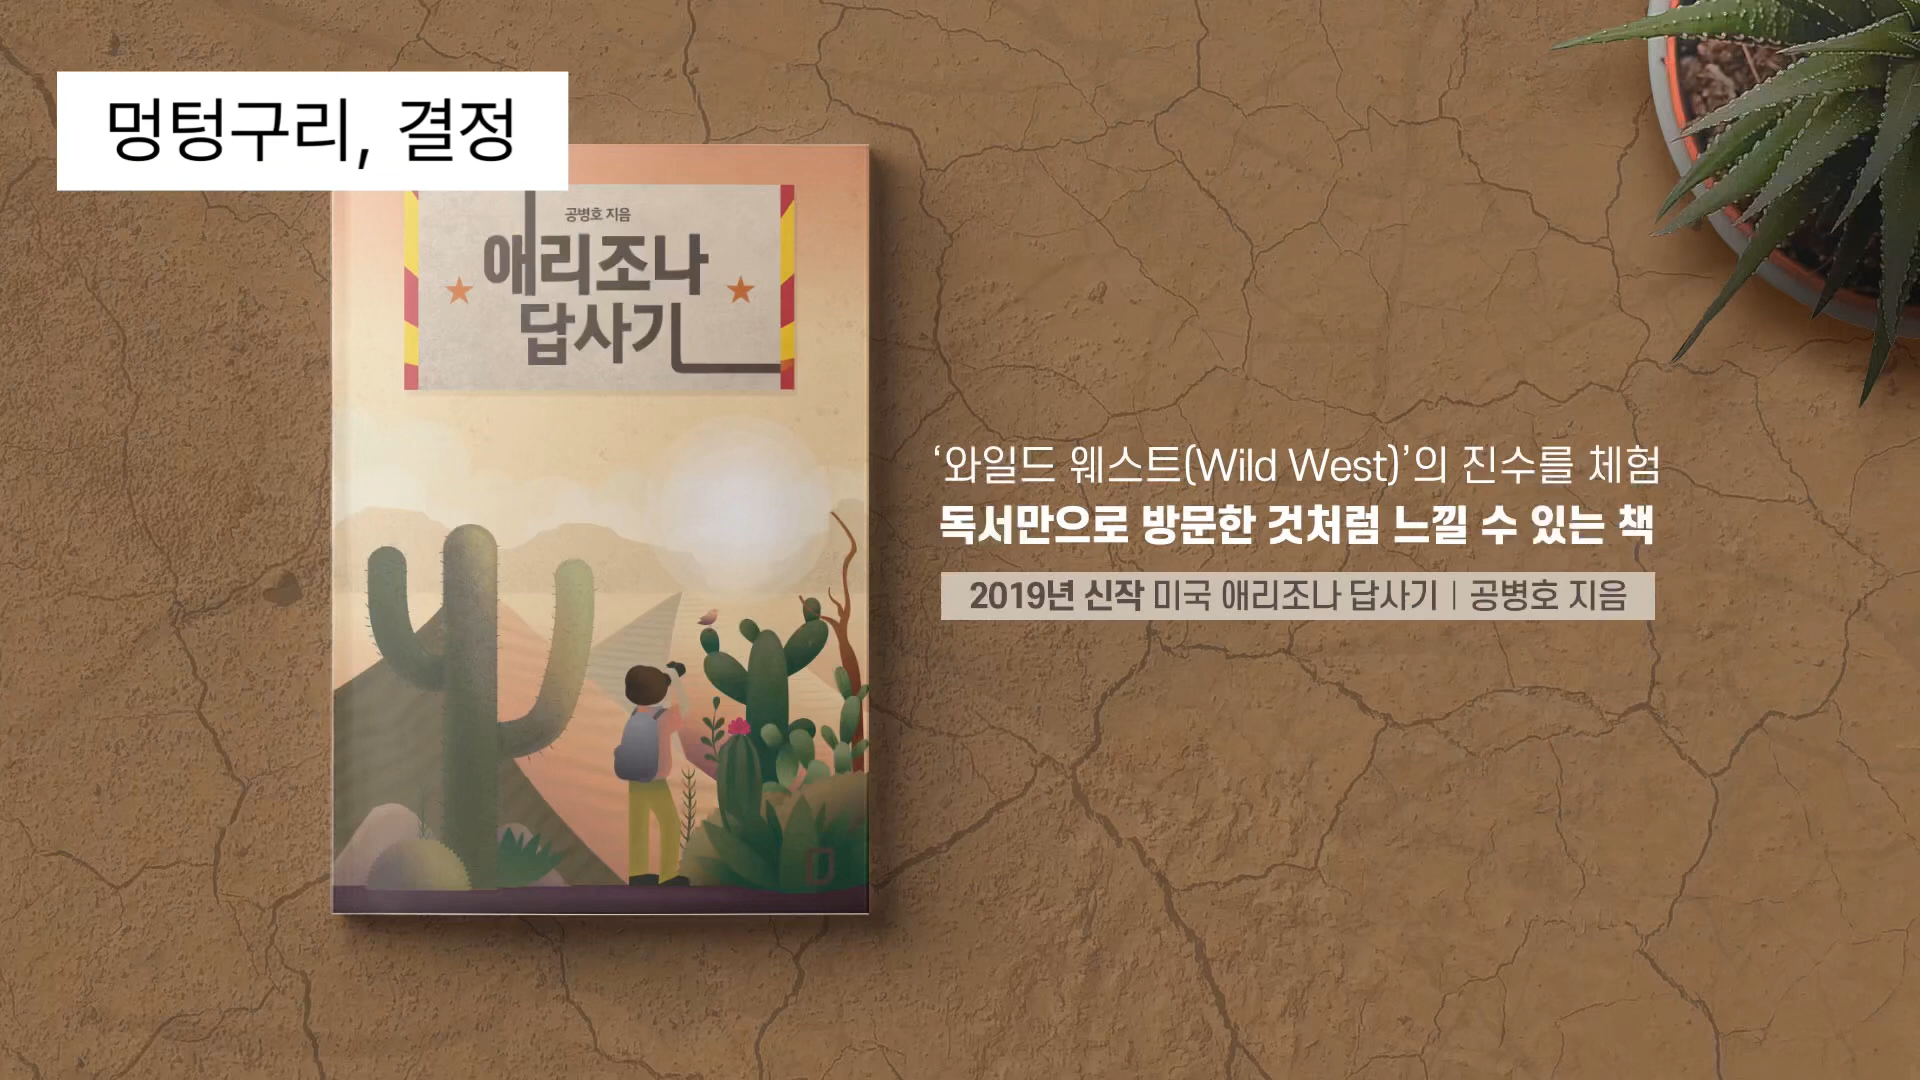 멍텅구리, 결정
공병호 지음
애리조나
답사기
‘와일드 웨스트(Wild West)’의 진수를 체험
독서만으로 방문한 것처럼 느낄 수 있는 책
2019년 신작 미국 애리조나 답사기 | 공병호 지음